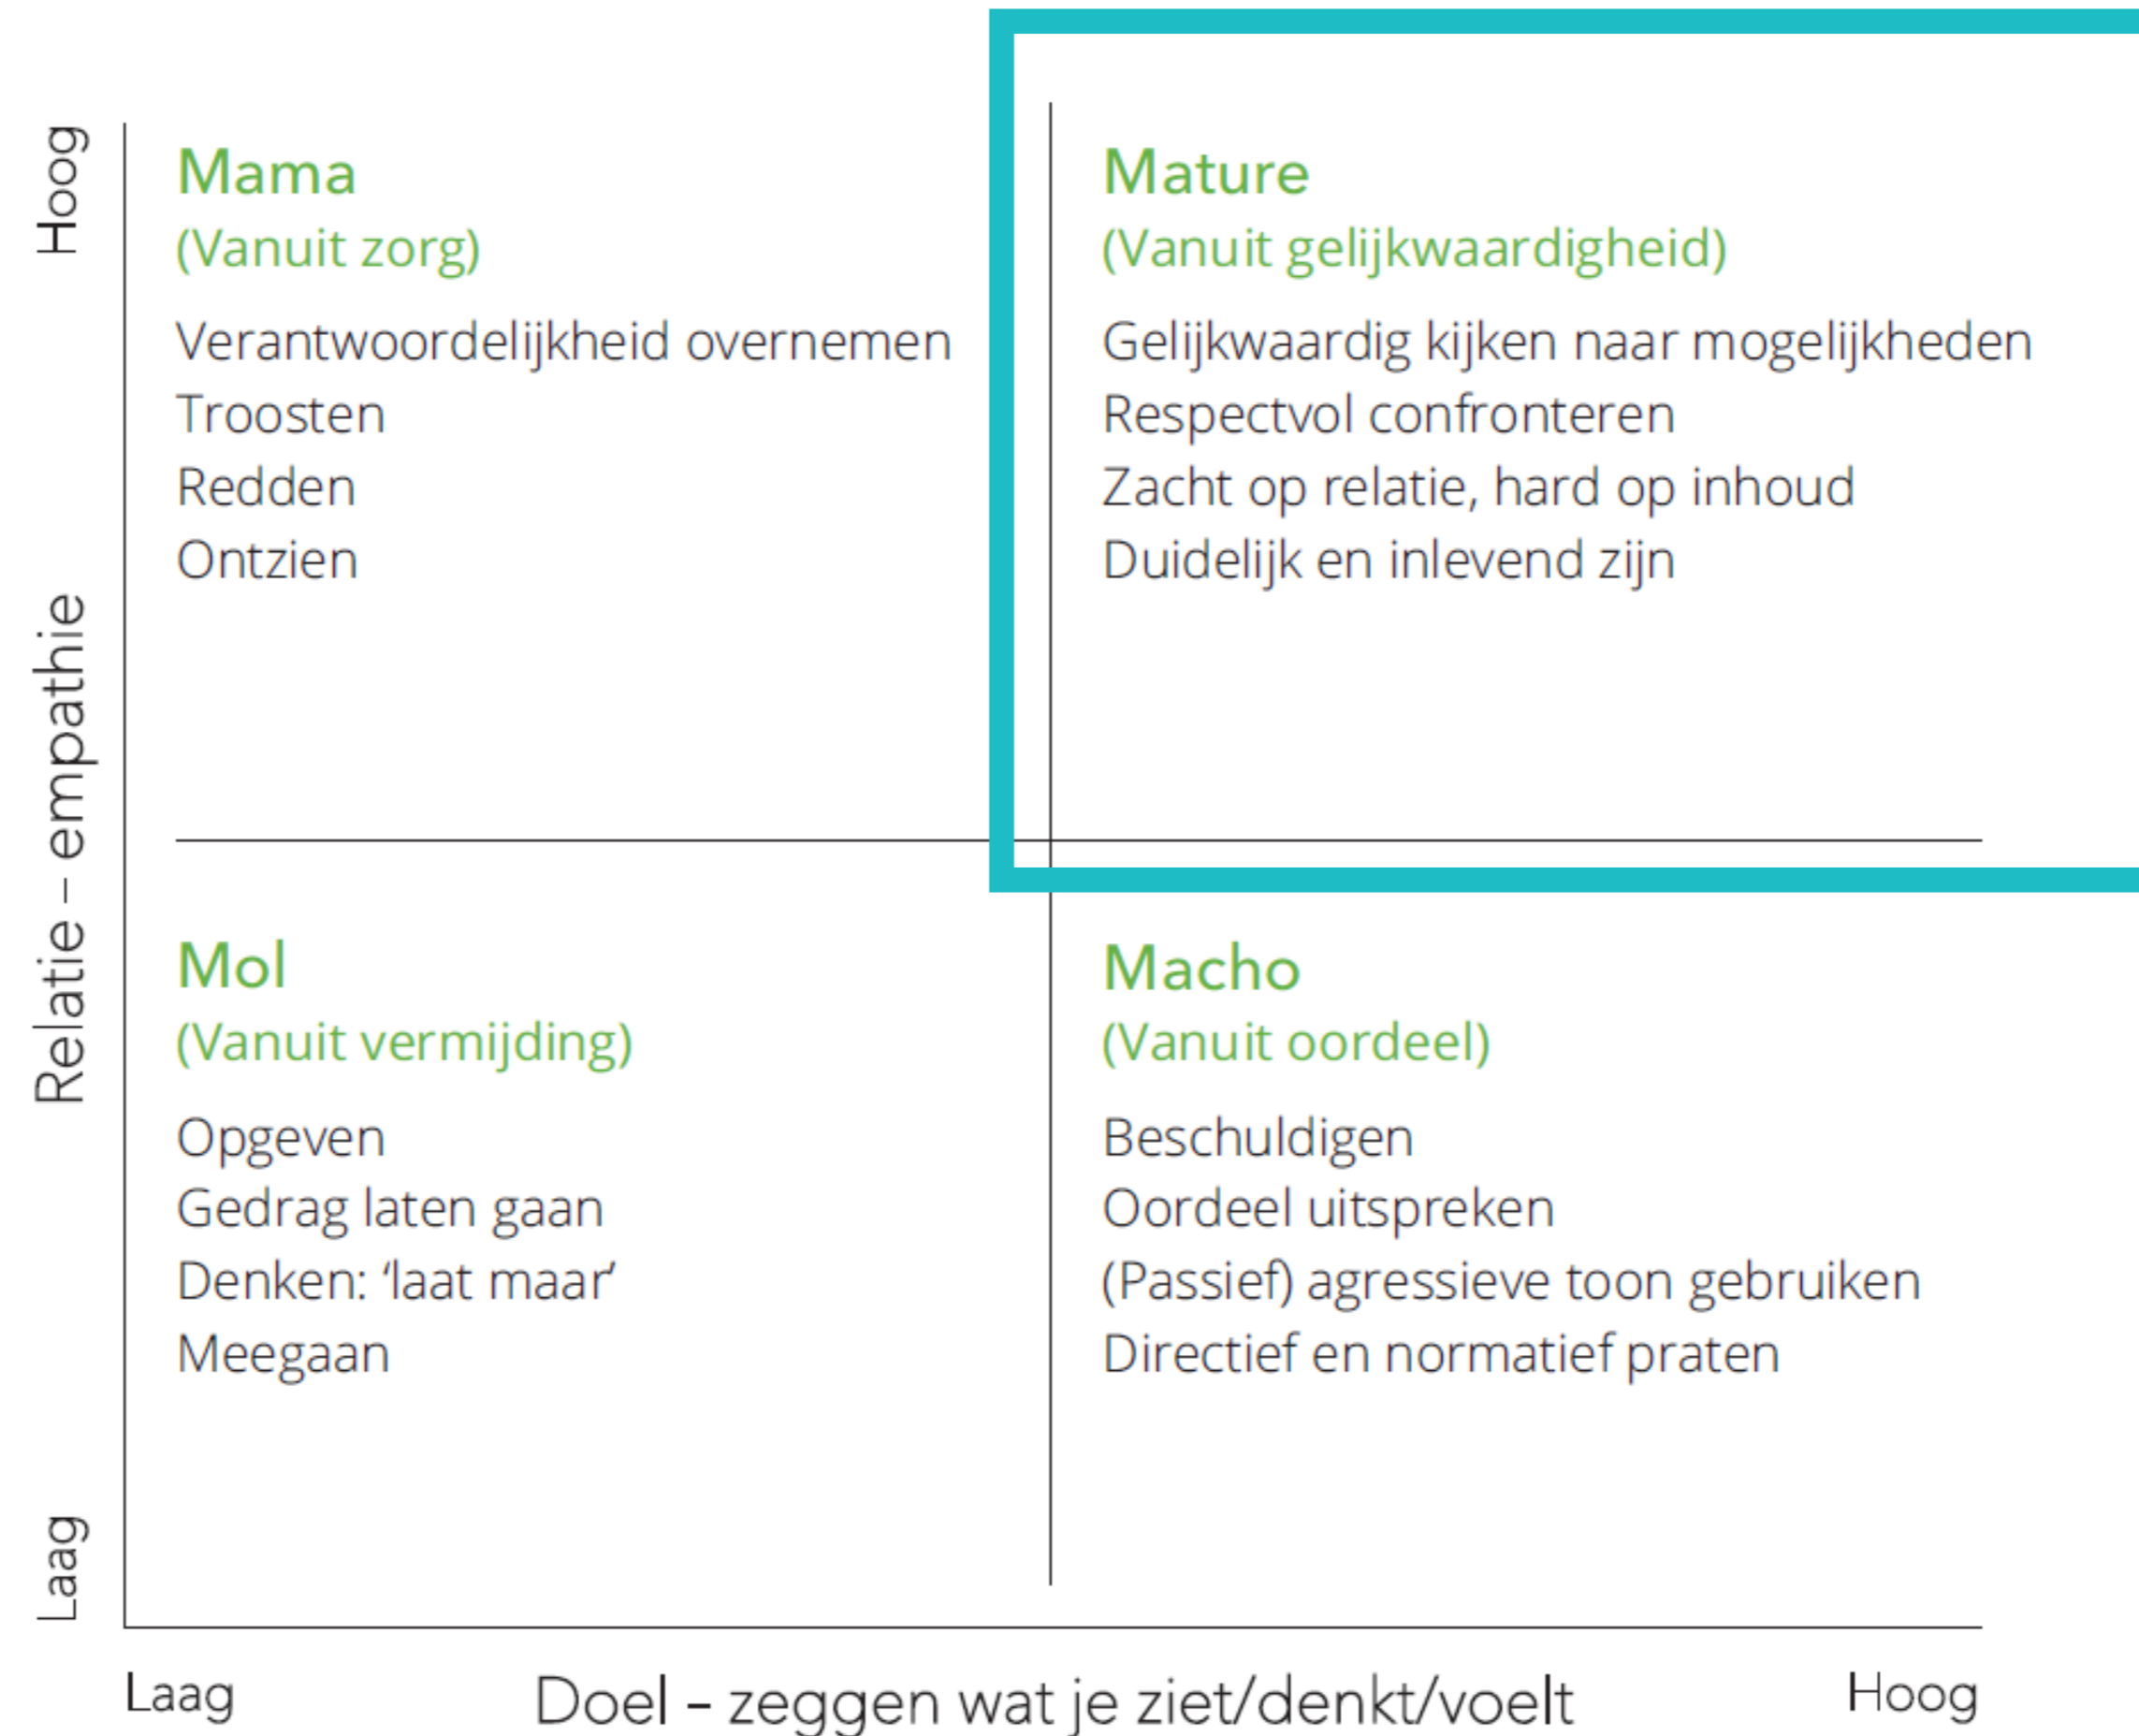 Hoog
Relatie – empathie
Laag
Mama
(Vanuit zorg)
Verantwoordelijkheid overnemen
Troosten
Redden
Ontzien
Mature
(Vanuit gelijkwaardigheid)
Gelijkwaardig kijken naar mogelijkheden
Respectvol confronteren
Zacht op relatie, hard op inhoud
Duidelijk en inlevend zijn
Mol
(Vanuit vermijding)
Opgeven
Gedrag laten gaan
Denken: ‘laat maar’
Meegaan
Macho
(Vanuit oordeel)
Beschuldigen
Oordeel uitspreken
(Passief) agressieve toon gebruiken
Directief en normatief praten
Laag
Doel – zeggen wat je ziet/denkt/voelt
Hoog